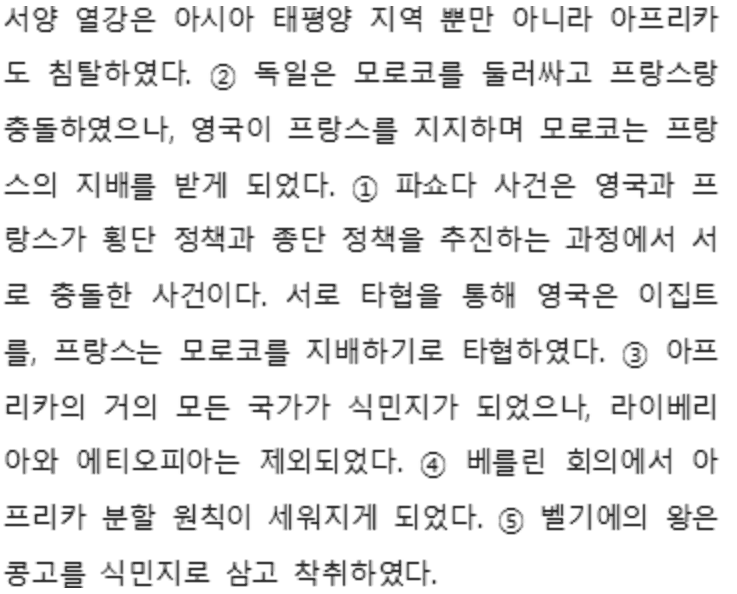 서양 열강은 아시아 태평양 지역 뿐만 아니라 아프리카
도 침탈하였다. ② 독일은 모로코를 둘러싸고 프랑스랑
충돌하였으나, 영국이 프랑스를 지지하며 모로코는 프랑
스의 지배를 받게 되었다. ① 파쇼다 사건은 영국과 프
랑스가 횡단 정책과 종단 정책을 추진하는 과정에서 서
로 충돌한 사건이다. 서로 타협을 통해 영국은 이집트
를, 프랑스는 모로코를 지배하기로 타협하였다. ③ 아프
리카의 거의 모든 국가가 식민지가 되었으나, 라이베리
아와 에티오피아는 제외되었다. ④ 베를린 회의에서 아
프리카 분할 원칙이 세워지게 되었다. ⑤ 벨기에의 왕은
콩고를 식민지로 삼고 착취하였다.